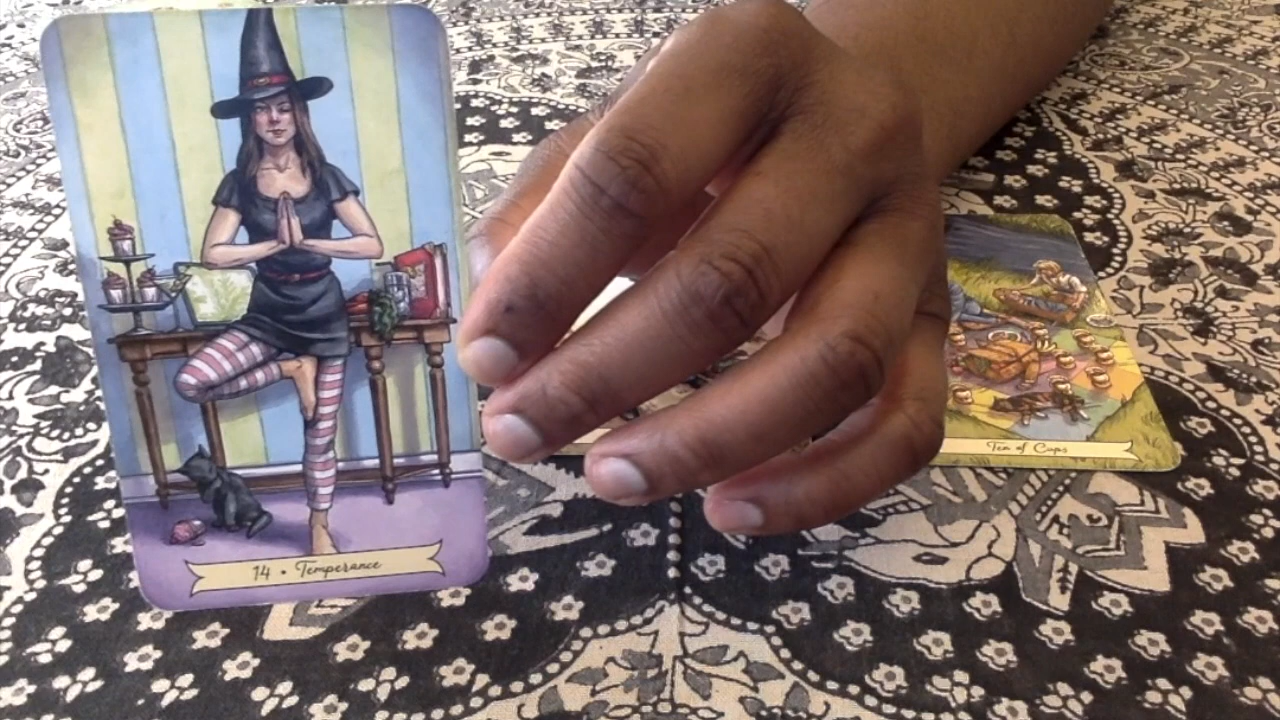 14 • Temperance
Ten of Cups